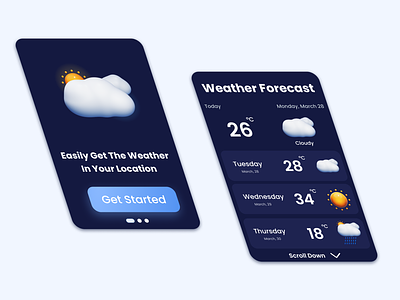 Easily Get The Weather
In Your Location
Get Started
Weather Forecast
Today Monday, March 28
26 °C
Cloudy
Tuesday
March, 29
28 °C
Wednesday
March, 29
34 °C
Thursday
March, 30
18 °C
Scroll Down